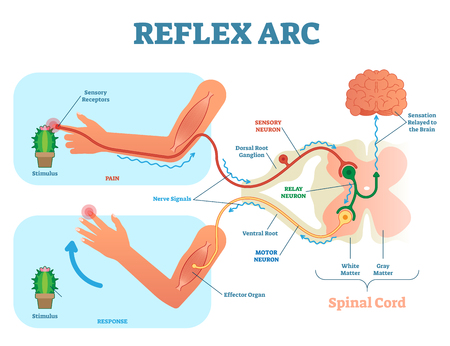 REFLEX ARC
Sensory
Receptors
Stimulus
PAIN
SENSORY
NEURON
Dorsal Root
Ganglion
Sensation
Relayed to
the Brain
Nerve Signals
RELAY
NEURON
Ventral Root
MOTOR
NEURON
White
Matter
Gray
Matter
Effector Organ
Spinal Cord
Stimulus
RESPONSE